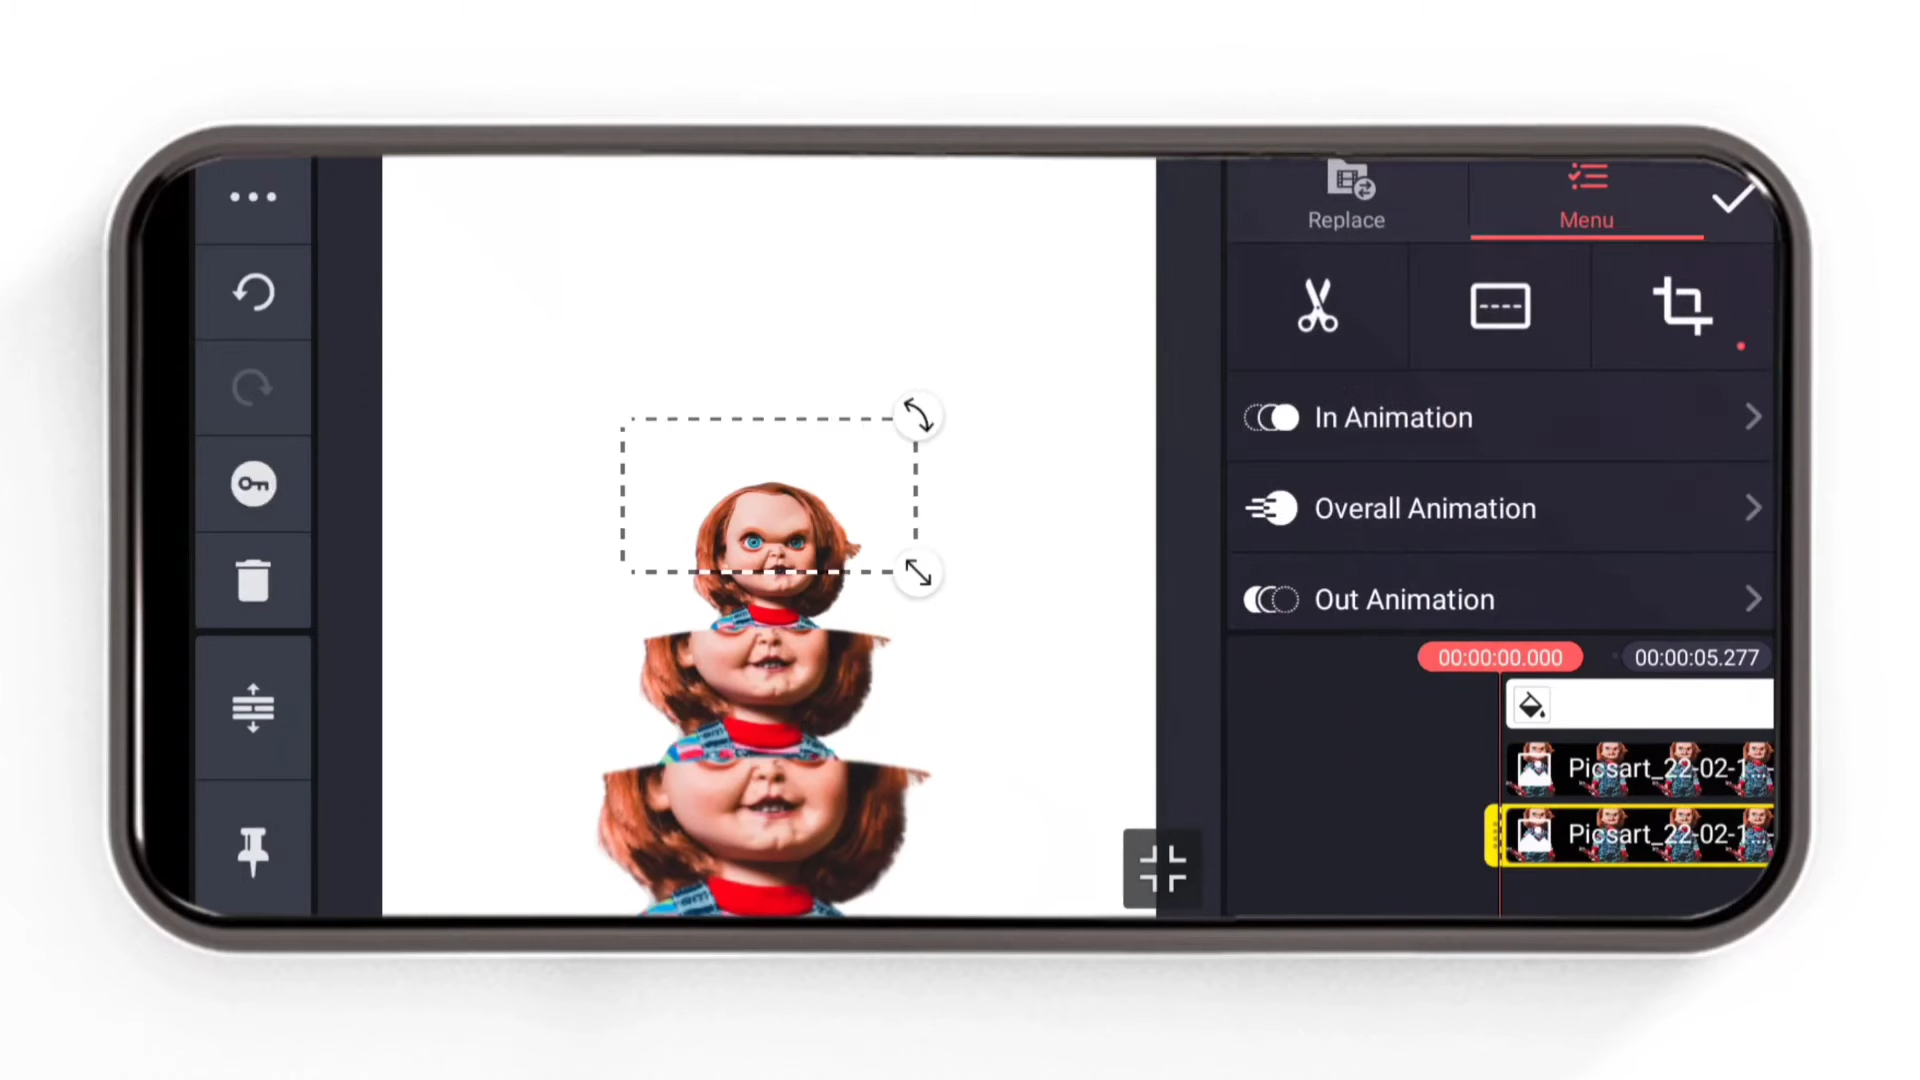 Replace
Menu
In Animation
Overall Animation
Out Animation
00:00:00.000
00:00:05.277
Picsart_22-02-1...
Picsart_22-02-1...